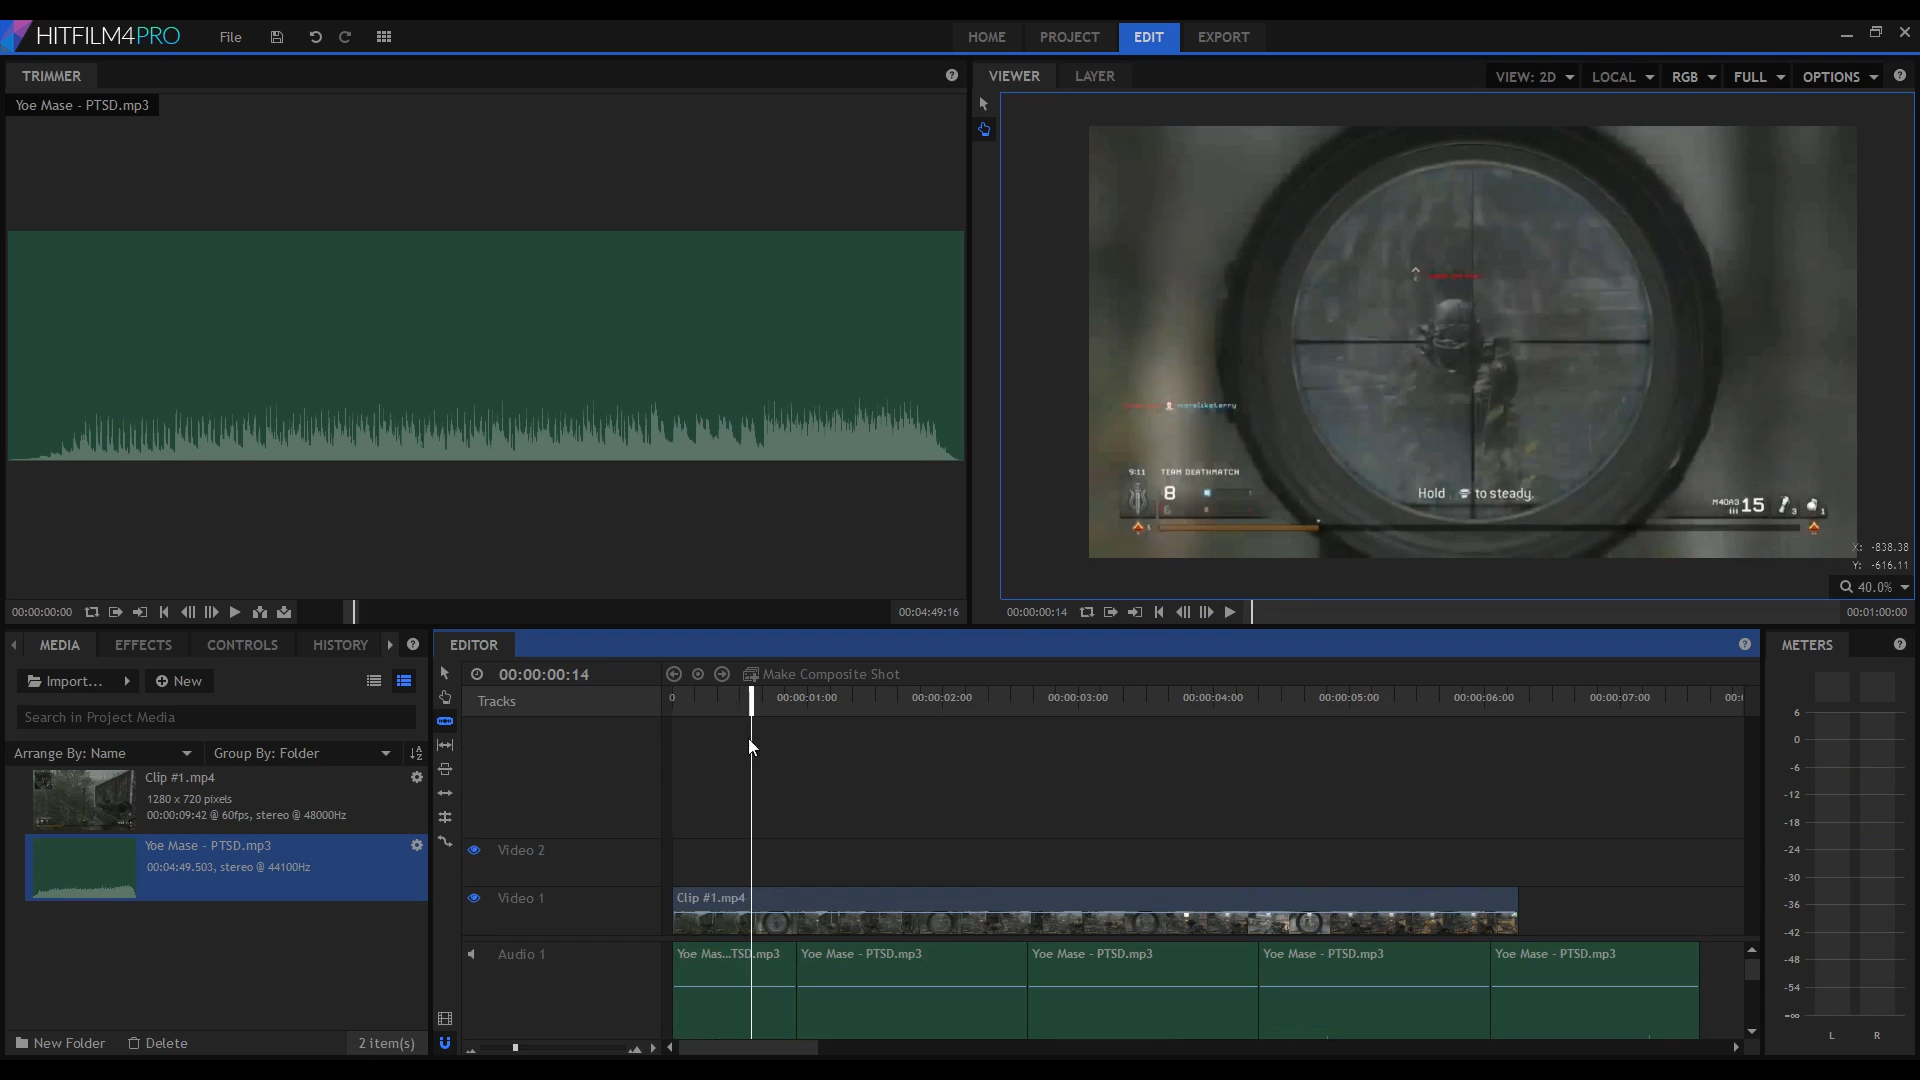 HITFILM4PRO
File
HOME
PROJECT
EDIT
EXPORT
TRIMMER
Yoe Mase - PTSD.mp3
00:00:00:00
00:04:49:16
VIEWER
LAYER
VIEW: 2D
LOCAL
RGB
FULL
OPTIONS
morelikeLarry
9:11 TEAM DEATHMATCH
8
6
Hold to steady.
M40A3 15
3
1
5
X: -838.38
Y: -616.11
40.0%
00:00:00:14
00:01:00:00
MEDIA
EFFECTS
CONTROLS
HISTORY
Import...
New
Search in Project Media
Arrange By: Name
Group By: Folder
Clip #1.mp4
1280 x 720 pixels
00:00:09:42 @ 60fps, stereo @ 48000Hz
Yoe Mase - PTSD.mp3
00:04:49.503, stereo @ 44100Hz
New Folder
Delete
2 item(s)
EDITOR
00:00:00:14
Make Composite Shot
Tracks
0
00:00:01:00
00:00:02:00
00:00:03:00
00:00:04:00
00:00:05:00
00:00:06:00
00:00:07:00
Video 2
Video 1
Clip #1.mp4
Audio 1
Yoe Mas...TSD.mp3
Yoe Mase - PTSD.mp3
Yoe Mase - PTSD.mp3
Yoe Mase - PTSD.mp3
Yoe Mase - PTSD.mp3
METERS
6
0
-6
-12
-18
-24
-30
-36
-42
-48
-54
-∞
L
R